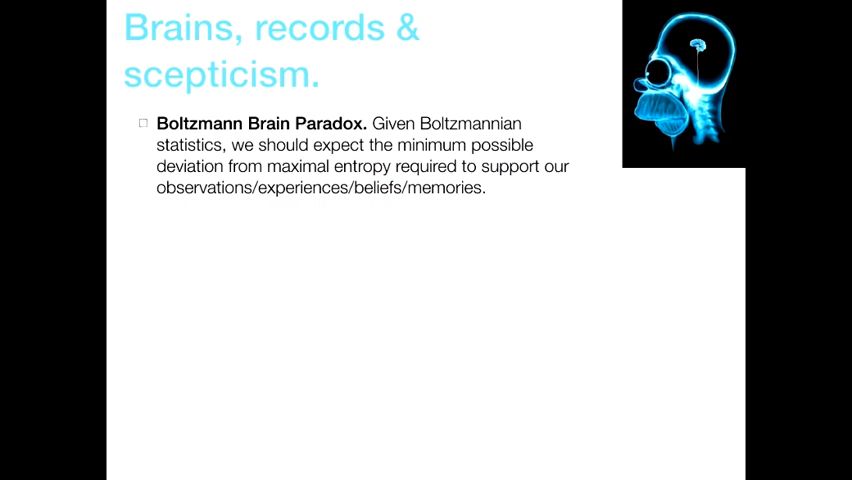 Brains, records &
scepticism.
Boltzmann Brain Paradox. Given Boltzmannian
statistics, we should expect the minimum possible
deviation from maximal entropy required to support our
observations/experiences/beliefs/memories.